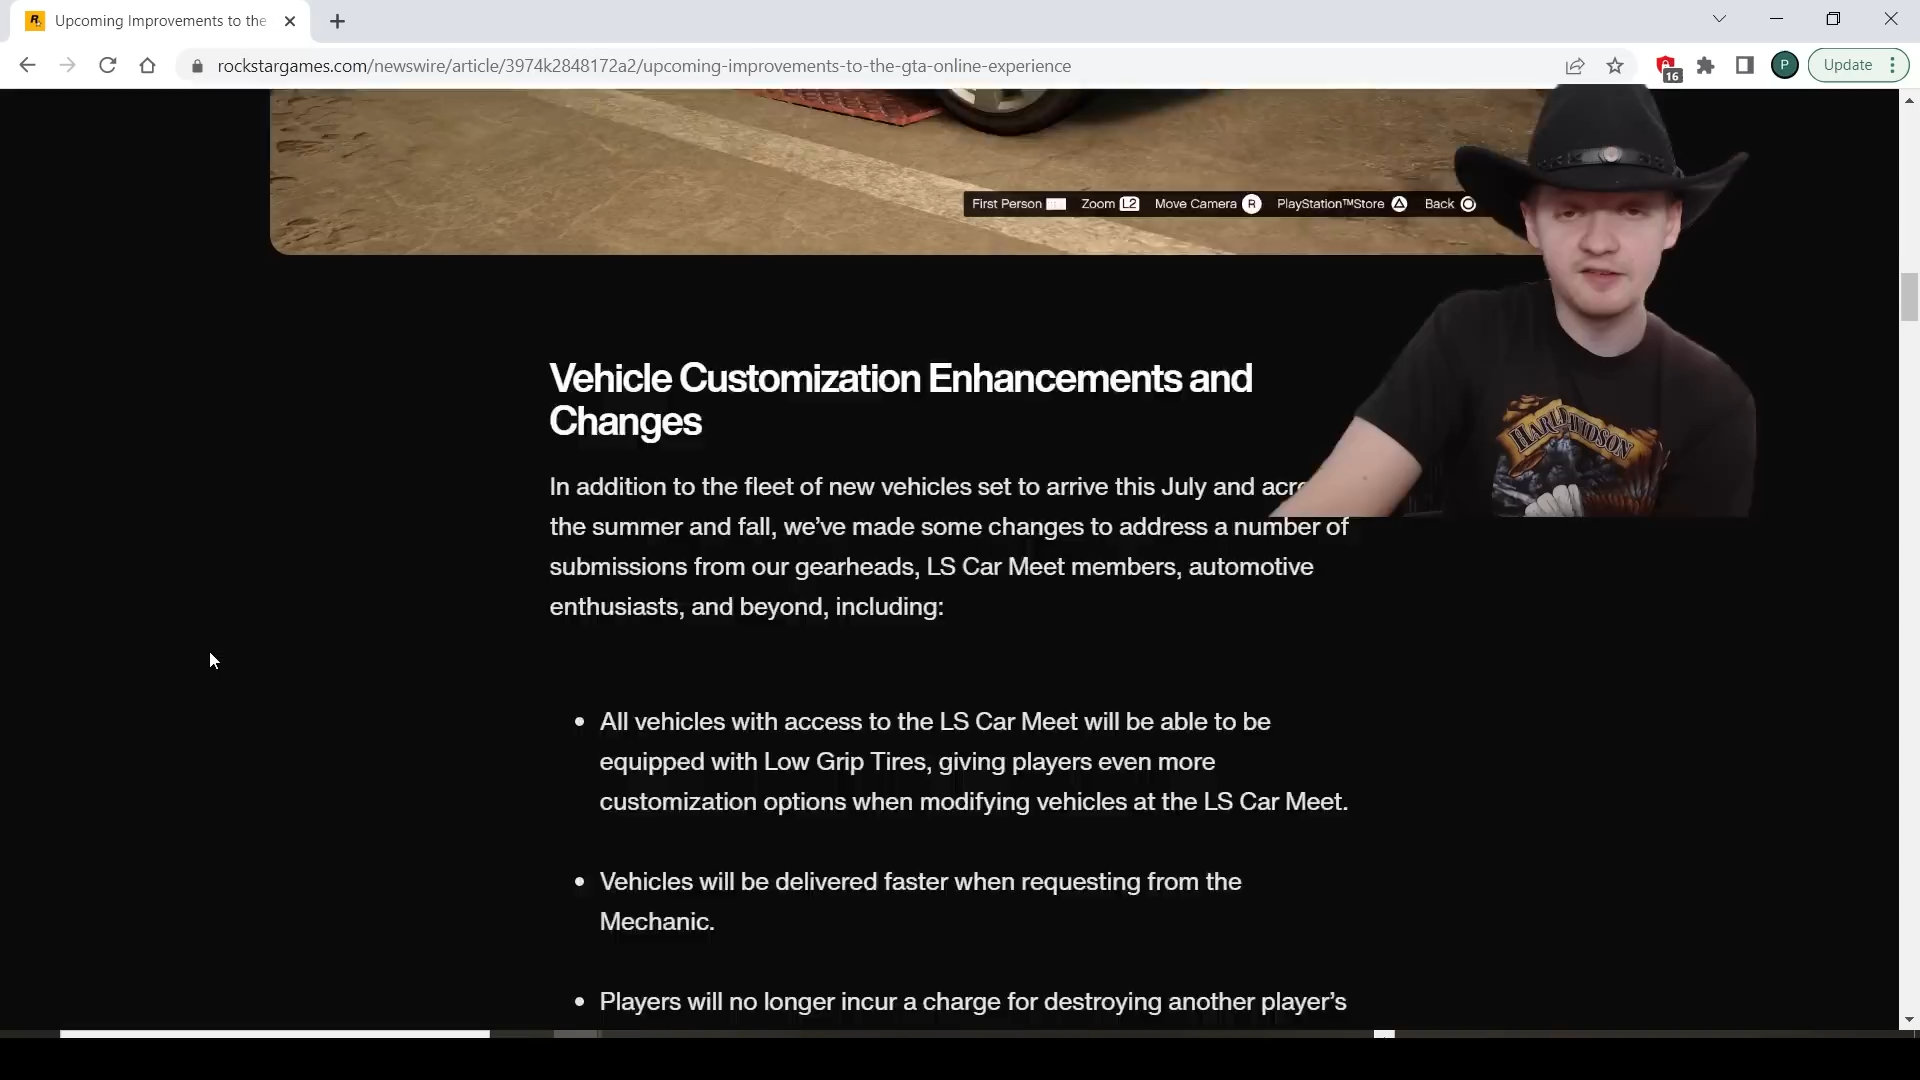 Upcoming Improvements to the
rockstargames.com/newswire/article/3974k2848172a2/upcoming-improvements-to-the-gta-online-experience
16
P
Update
First Person Zoom L2 Move Camera R PlayStation™Store Back
HARLEY-DAVIDSON
Vehicle Customization Enhancements and
Changes
In addition to the fleet of new vehicles set to arrive this July and
the summer and fall, we’ve made some changes to address a number of
submissions from our gearheads, LS Car Meet members, automotive
enthusiasts, and beyond, including:
• All vehicles with access to the LS Car Meet will be able to be
equipped with Low Grip Tires, giving players even more
customization options when modifying vehicles at the LS Car Meet.
• Vehicles will be delivered faster when requesting from the
Mechanic.
• Players will no longer incur a charge for destroying another player’s